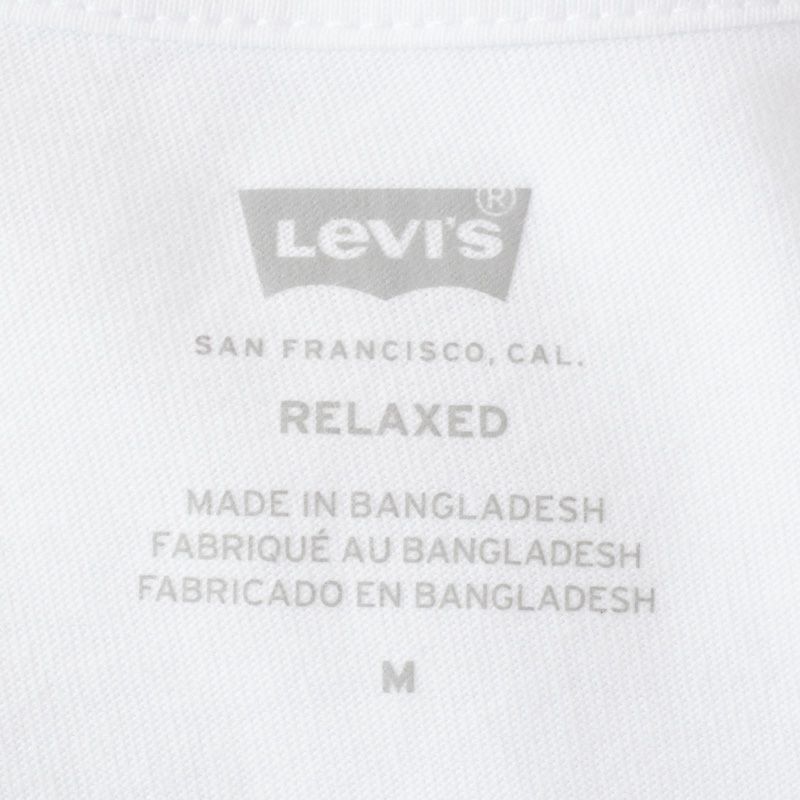 LEVI'S®
SAN FRANCISCO, CAL.
RELAXED
MADE IN BANGLADESH
FABRIQUÉ AU BANGLADESH
FABRICADO EN BANGLADESH
M